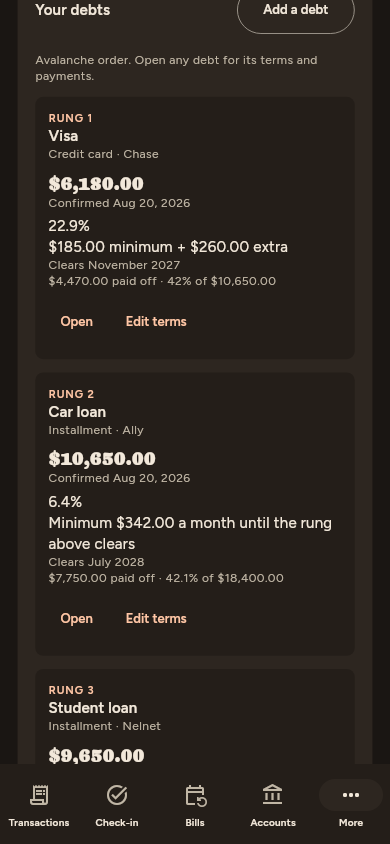 Your debts
Add a debt
Avalanche order. Open any debt for its terms and
payments.
RUNG 1
Visa
Credit card · Chase
$6,180.00
Confirmed Aug 20, 2026
22.9%
$185.00 minimum + $260.00 extra
Clears November 2027
$4,470.00 paid off · 42% of $10,650.00
Open
Edit terms
RUNG 2
Car loan
Installment · Ally
$10,650.00
Confirmed Aug 20, 2026
6.4%
Minimum $342.00 a month until the rung
above clears
Clears July 2028
$7,750.00 paid off · 42.1% of $18,400.00
Open
Edit terms
RUNG 3
Student loan
Installment · Nelnet
$9,650.00
Transactions
Check-in
Bills
Accounts
More